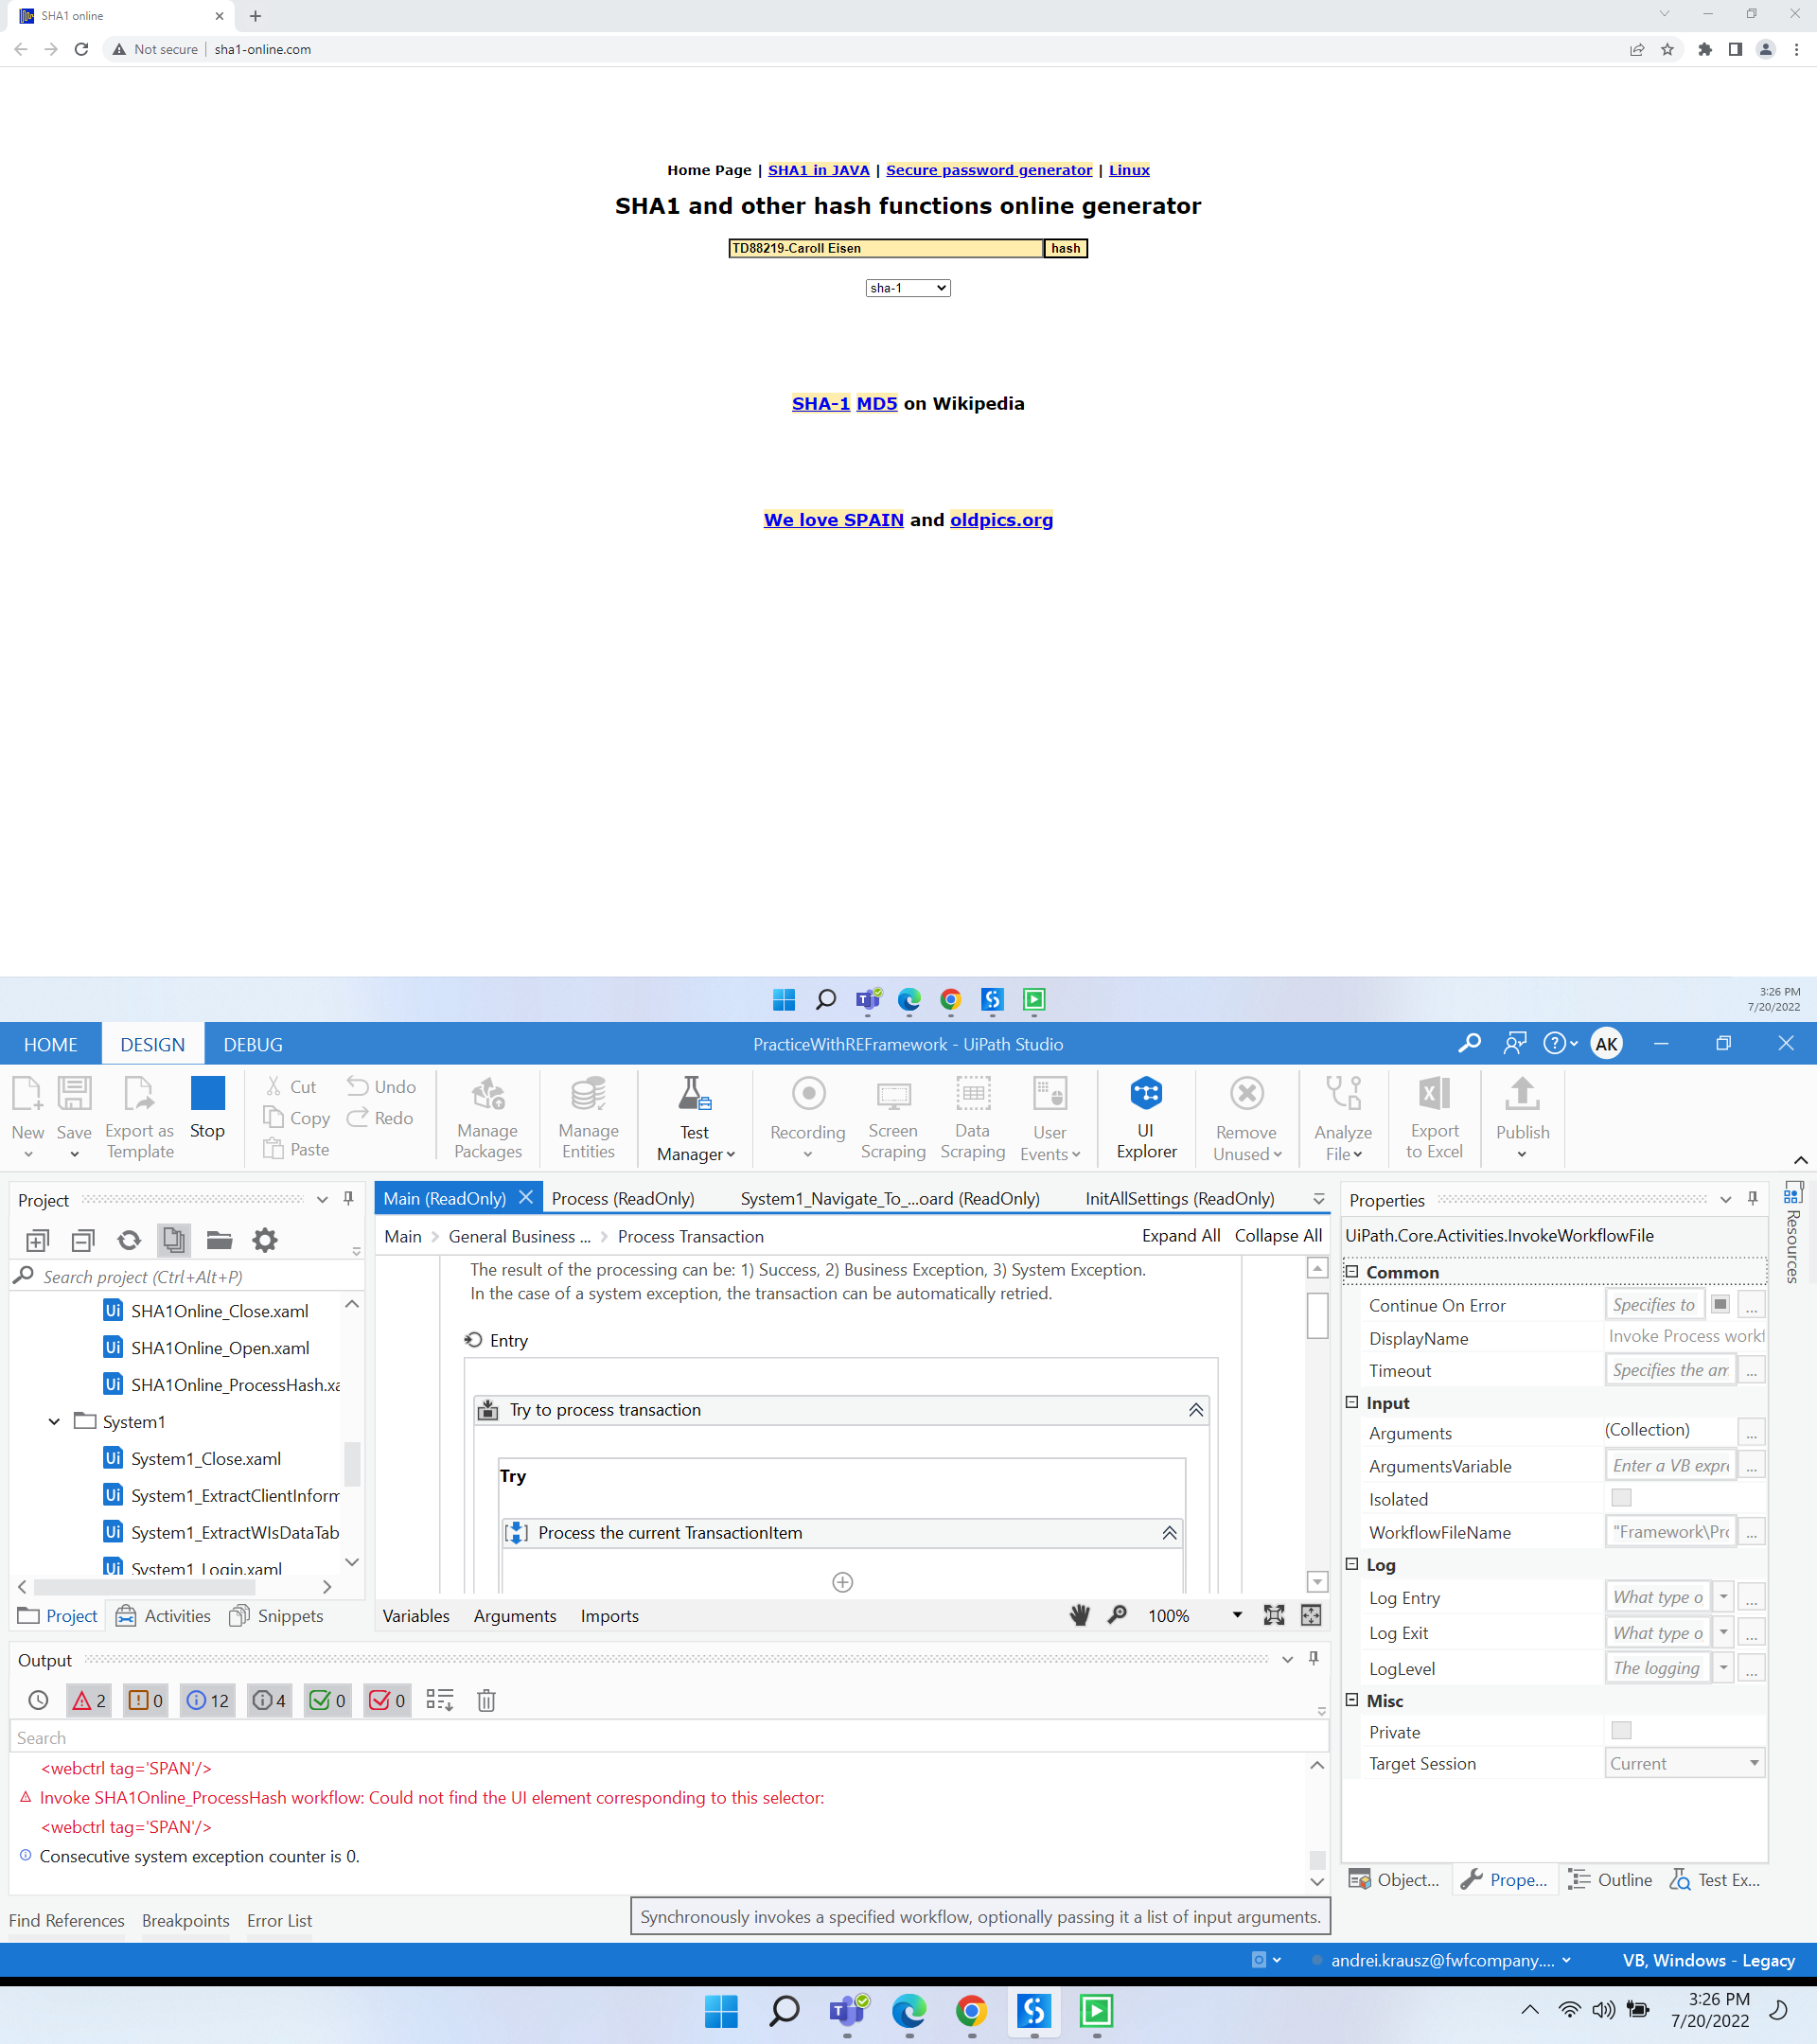 SHA1 online
Not secure
sha1-online.com
Home Page | SHA1 in JAVA | Secure password generator | Linux
SHA1 and other hash functions online generator
TD88219-Caroll Eisen
hash
sha-1
SHA-1 MD5 on Wikipedia
We love SPAIN and oldpics.org
3:26 PM
7/20/2022
HOME
DESIGN
DEBUG
PracticeWithREFramework - UiPath Studio
AK
New
Save
Export as Template
Stop
Cut
Copy
Paste
Undo
Redo
Manage Packages
Manage Entities
Test Manager
Recording
Screen Scraping
Data Scraping
User Events
UI Explorer
Remove Unused
Analyze File
Export to Excel
Publish
Project
Search project (Ctrl+Alt+P)
SHA1Online_Close.xaml
SHA1Online_Open.xaml
SHA1Online_ProcessHash.xa
System1
System1_Close.xaml
System1_ExtractClientInform
System1_ExtractWIsDataTab
System1_Login.xaml
Project
Activities
Snippets
Main (ReadOnly)
Process (ReadOnly)
System1_Navigate_To_...oard (ReadOnly)
InitAllSettings (ReadOnly)
Main > General Business ... > Process Transaction
Expand All
Collapse All
The result of the processing can be: 1) Success, 2) Business Exception, 3) System Exception.
In the case of a system exception, the transaction can be automatically retried.
Entry
Try to process transaction
Try
Process the current TransactionItem
Variables
Arguments
Imports
100%
Properties
UiPath.Core.Activities.InvokeWorkflowFile
Common
Continue On Error
Specifies to
...
DisplayName
Invoke Process workf
Timeout
Specifies the am
...
Input
Arguments
(Collection)
...
ArgumentsVariable
Enter a VB expre
...
Isolated
WorkflowFileName
"Framework\Pro
...
Log
Log Entry
What type o
...
Log Exit
What type o
...
LogLevel
The logging
...
Misc
Private
Target Session
Current
Resources
Object...
Prope...
Outline
Test Ex...
Output
2
0
12
4
0
0
Search
<webctrl tag='SPAN'/>
Invoke SHA1Online_ProcessHash workflow: Could not find the UI element corresponding to this selector:
<webctrl tag='SPAN'/>
Consecutive system exception counter is 0.
Find References
Breakpoints
Error List
Synchronously invokes a specified workflow, optionally passing it a list of input arguments.
andrei.krausz@fwfcompany....
VB, Windows - Legacy
3:26 PM
7/20/2022